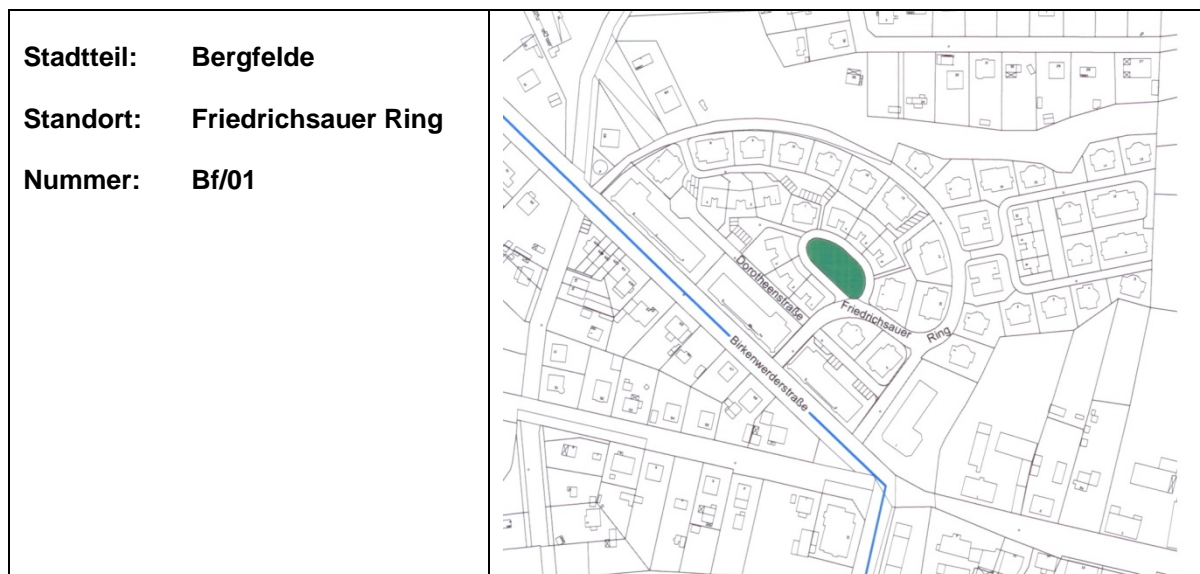 Stadtteil: Bergfelde
Standort: Friedrichsauer Ring
Nummer: Bf/01
Dorotheenstraße
Friedrichsauer Ring
Birkenwerderstraße